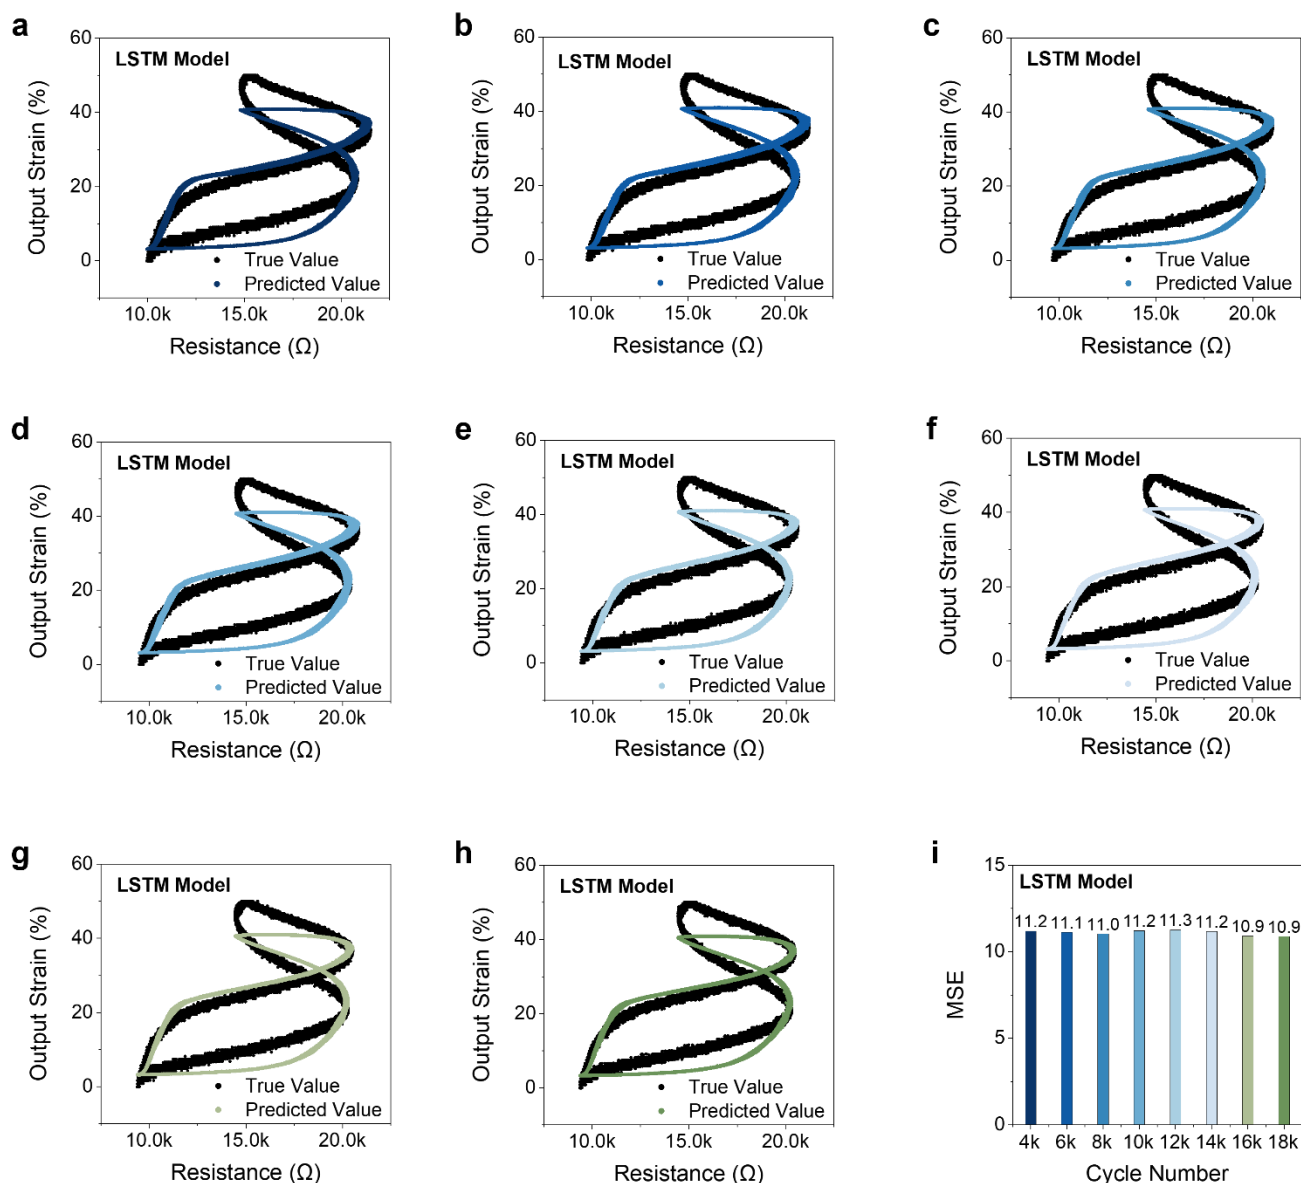 a
60
40
20
0
Output Strain (%)
LSTM Model
True Value
Predicted Value
10.0k 15.0k 20.0k
Resistance (Ω)
b
60
40
20
0
Output Strain (%)
LSTM Model
True Value
Predicted Value
10.0k 15.0k 20.0k
Resistance (Ω)
c
60
40
20
0
Output Strain (%)
LSTM Model
True Value
Predicted Value
10.0k 15.0k 20.0k
Resistance (Ω)
d
60
40
20
0
Output Strain (%)
LSTM Model
True Value
Predicted Value
10.0k 15.0k 20.0k
Resistance (Ω)
e
60
40
20
0
Output Strain (%)
LSTM Model
True Value
Predicted Value
10.0k 15.0k 20.0k
Resistance (Ω)
f
60
40
20
0
Output Strain (%)
LSTM Model
True Value
Predicted Value
10.0k 15.0k 20.0k
Resistance (Ω)
g
60
40
20
0
Output Strain (%)
LSTM Model
True Value
Predicted Value
10.0k 15.0k 20.0k
Resistance (Ω)
h
60
40
20
0
Output Strain (%)
LSTM Model
True Value
Predicted Value
10.0k 15.0k 20.0k
Resistance (Ω)
i
15
10
5
0
MSE
LSTM Model
11.2 11.1 11.0 11.2 11.3 11.2 10.9 10.9
4k 6k 8k 10k 12k 14k 16k 18k
Cycle Number